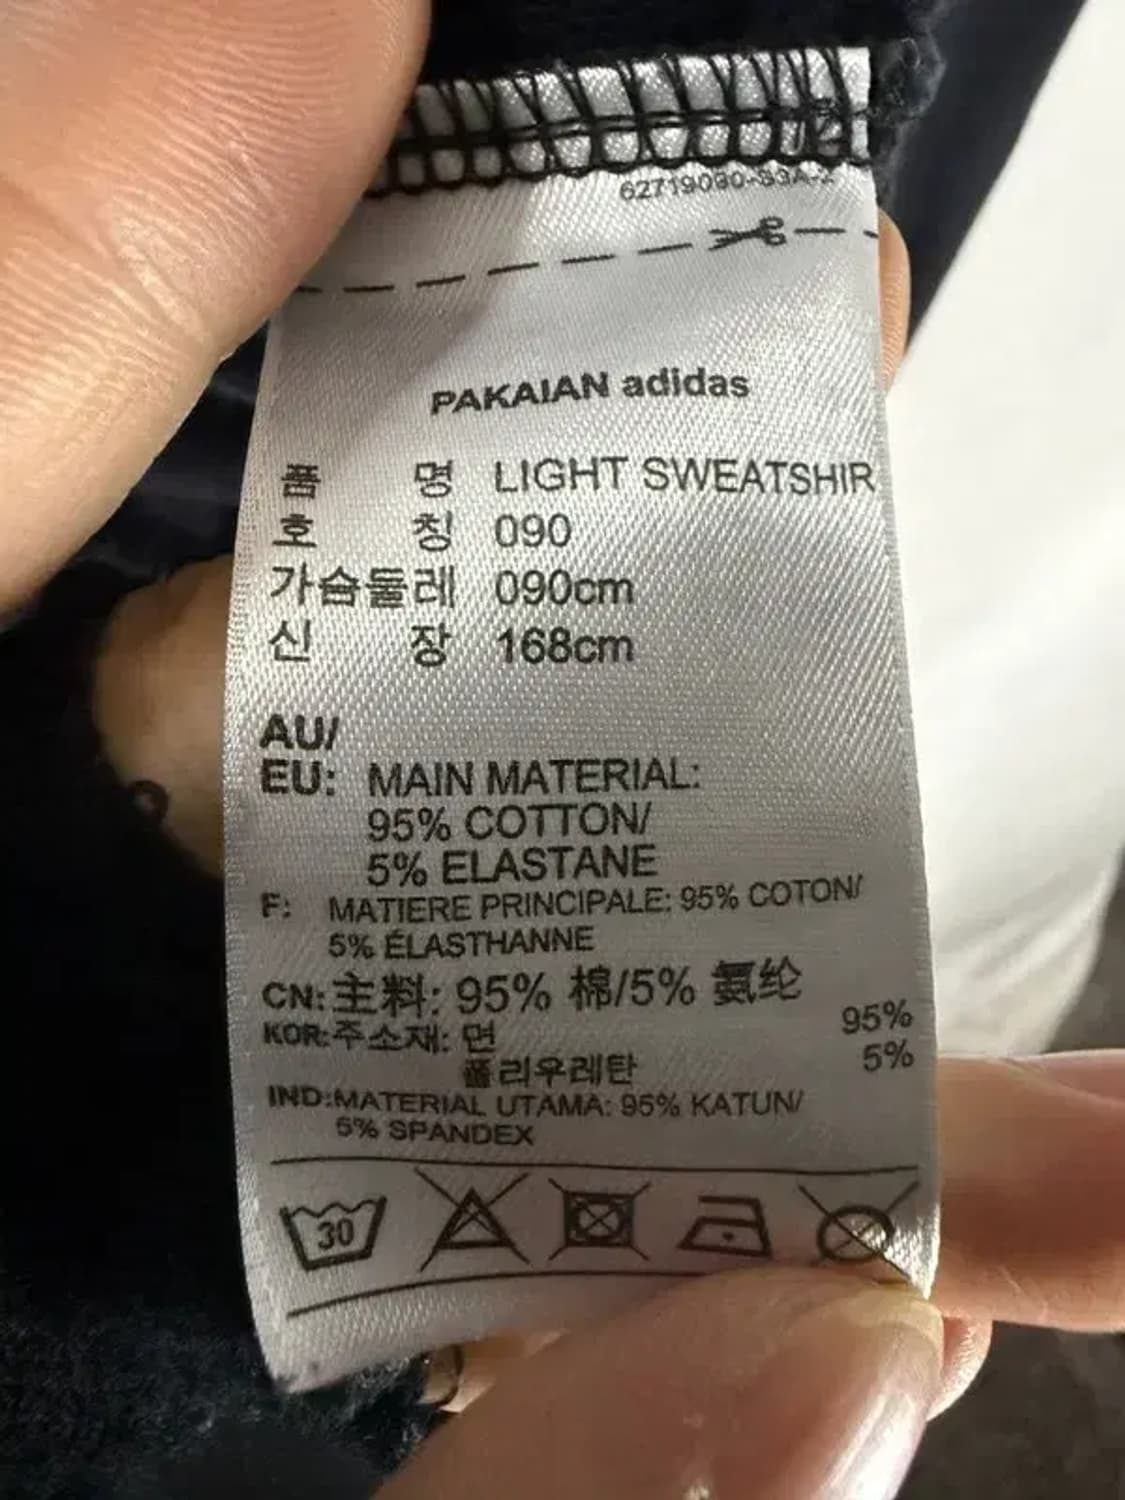 62719090-S3A-2
PAKAIAN adidas
품 명 LIGHT SWEATSHIR
호 칭 090
가슴둘레 090cm
신 장 168cm
AU/
EU: MAIN MATERIAL:
95% COTTON/
5% ELASTANE
F: MATIERE PRINCIPALE: 95% COTON/
5% ÉLASTHANNE
CN: 主料: 95% 棉/5% 氨纶
KOR:주소재: 면 95%
폴리우레탄 5%
IND:MATERIAL UTAMA: 95% KATUN/
5% SPANDEX
30